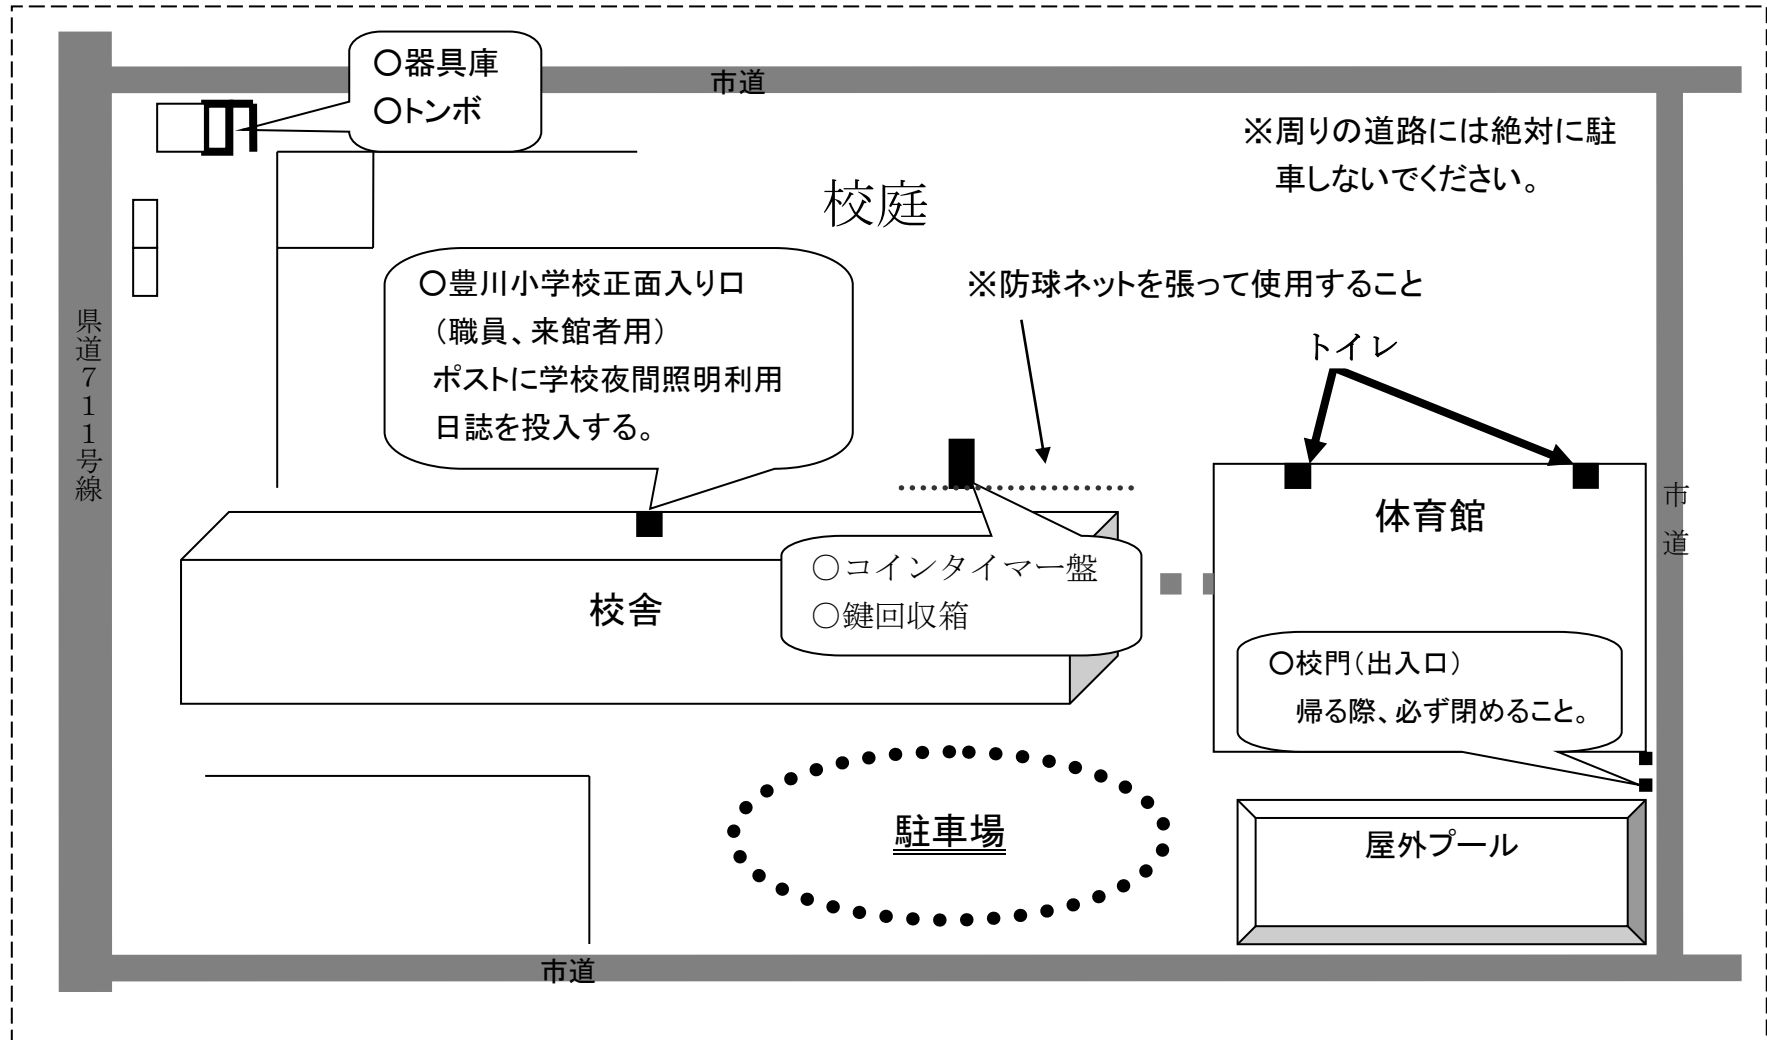 ○器具庫
○トンボ
市道
※周りの道路には絶対に駐
車しないでください。
校庭
○豊川小学校正面入り口
（職員、来館者用）
ポストに学校夜間照明利用
日誌を投入する。
※防球ネットを張って使用すること
トイレ
県道７１１号線
体育館
市道
○コインタイマー盤
○鍵回収箱
校舎
○校門（出入口）
帰る際、必ず閉めること。
駐車場
屋外プール
市道